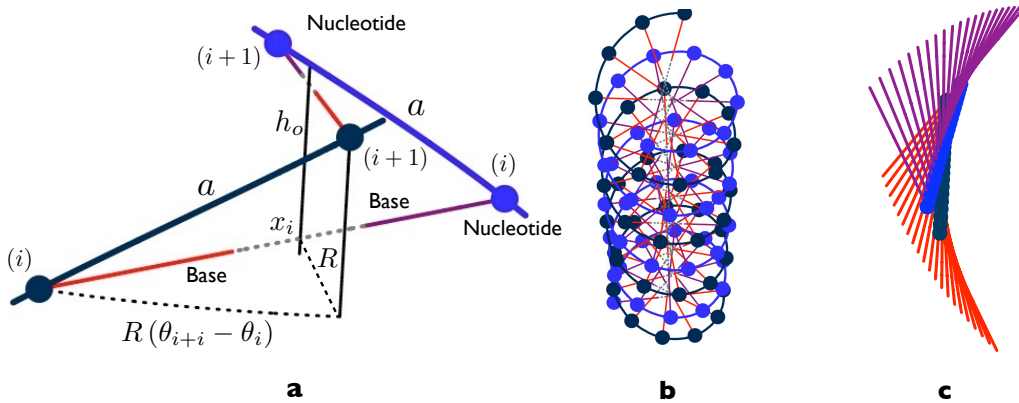 Nucleotide
(i+1)
a
h_o
(i+1)
(i)
a
Base
x_i
Nucleotide
(i)
R
Base
R (θ_{i+i} − θ_i)
a
b
c